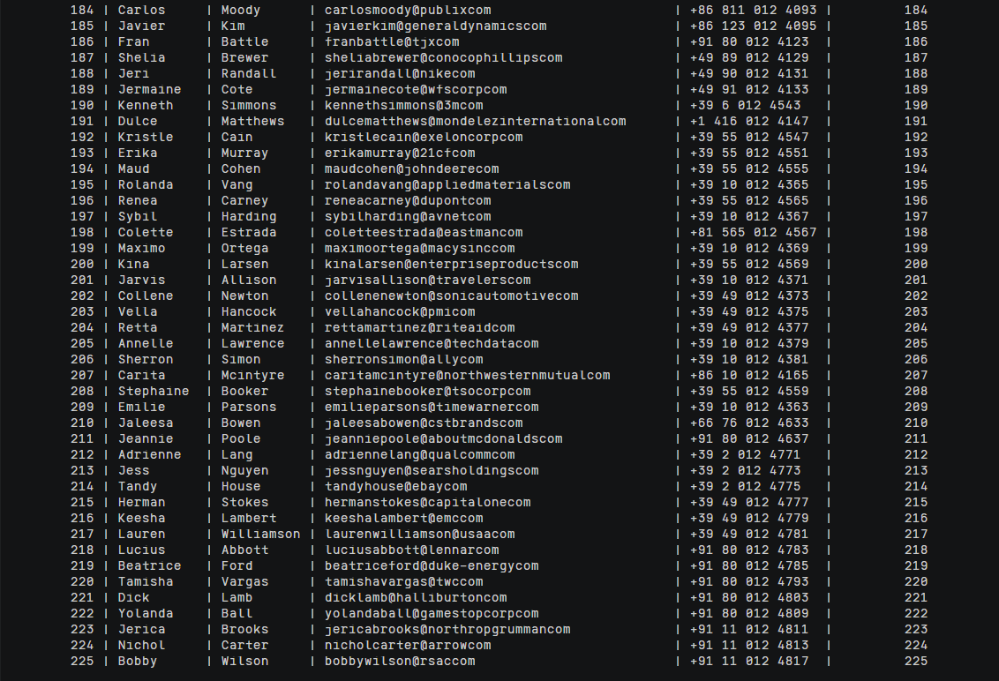 184 | Carlos | Moody | carlosmoody@publixcom | +86 811 012 4093 | 184
185 | Javier | Kim | javierkim@generaldynamicscom | +86 123 012 4095 | 185
186 | Fran | Battle | franbattle@tjxcom | +91 80 012 4123 | 186
187 | Shelia | Brewer | sheliabrewer@conocophillipscom | +49 89 012 4129 | 187
188 | Jeri | Randall | jerirandall@nikecom | +49 90 012 4131 | 188
189 | Jermaine | Cote | jermainecote@wfscorpcom | +49 91 012 4133 | 189
190 | Kenneth | Simmons | kennethsimmons@3mcom | +39 6 012 4543 | 190
191 | Dulce | Matthews | dulcematthews@mondelezinternationalcom | +1 416 012 4147 | 191
192 | Kristle | Cain | kristlecain@exeloncorpcom | +39 55 012 4547 | 192
193 | Erika | Murray | erikamurray@21cfcom | +39 55 012 4551 | 193
194 | Maud | Cohen | maudcohen@johndeerecom | +39 55 012 4555 | 194
195 | Rolanda | Vang | rolandavang@appliedmaterialscom | +39 10 012 4365 | 195
196 | Renea | Carney | reneacarney@dupontcom | +39 55 012 4565 | 196
197 | Sybil | Harding | sybilharding@avnetcom | +39 10 012 4367 | 197
198 | Colette | Estrada | coletteestrada@eastmancom | +81 565 012 4567 | 198
199 | Maximo | Ortega | maximoortega@macysinccom | +39 10 012 4369 | 199
200 | Kina | Larsen | kinalarsen@enterpriseproductscom | +39 55 012 4569 | 200
201 | Jarvis | Allison | jarvisallison@travelerscom | +39 10 012 4371 | 201
202 | Collene | Newton | collenenewton@sonicautomotivecom | +39 49 012 4373 | 202
203 | Vella | Hancock | vellahancock@pmicom | +39 49 012 4375 | 203
204 | Retta | Martinez | rettamartinez@riteaidcom | +39 49 012 4377 | 204
205 | Annelle | Lawrence | annellelawrence@techdatacom | +39 10 012 4379 | 205
206 | Sherron | Simon | sherronsimon@allycom | +39 10 012 4381 | 206
207 | Carita | Mcintyre | caritamcintyre@northwesternmutualcom | +86 10 012 4165 | 207
208 | Stephaine | Booker | stephainebooker@tsocorpcom | +39 55 012 4559 | 208
209 | Emilie | Parsons | emilieparsons@timewarnercom | +39 10 012 4363 | 209
210 | Jaleesa | Bowen | jaleesabowen@cstbrandscom | +66 76 012 4633 | 210
211 | Jeannie | Poole | jeanniepoole@aboutmcdonaldscom | +91 80 012 4637 | 211
212 | Adrienne | Lang | adriennelang@qualcommcom | +39 2 012 4771 | 212
213 | Jess | Nguyen | jessnguyen@searsholdingscom | +39 2 012 4773 | 213
214 | Tandy | House | tandyhouse@ebaycom | +39 2 012 4775 | 214
215 | Herman | Stokes | hermanstokes@capitalonecom | +39 49 012 4777 | 215
216 | Keesha | Lambert | keeshalambert@emccom | +39 49 012 4779 | 216
217 | Lauren | Williamson | laurenwilliamson@usaacom | +39 49 012 4781 | 217
218 | Lucius | Abbott | luciusabbott@lennarcom | +91 80 012 4783 | 218
219 | Beatrice | Ford | beatriceford@duke-energycom | +91 80 012 4785 | 219
220 | Tamisha | Vargas | tamishavargas@twccom | +91 80 012 4793 | 220
221 | Dick | Lamb | dicklamb@halliburtoncom | +91 80 012 4803 | 221
222 | Yolanda | Ball | yolandaball@gamestopcorpcom | +91 80 012 4809 | 222
223 | Jerica | Brooks | jericabrooks@northropgrummancom | +91 11 012 4811 | 223
224 | Nichol | Carter | nicholcarter@arrowcom | +91 11 012 4813 | 224
225 | Bobby | Wilson | bobbywilson@rsaccom | +91 11 012 4817 | 225